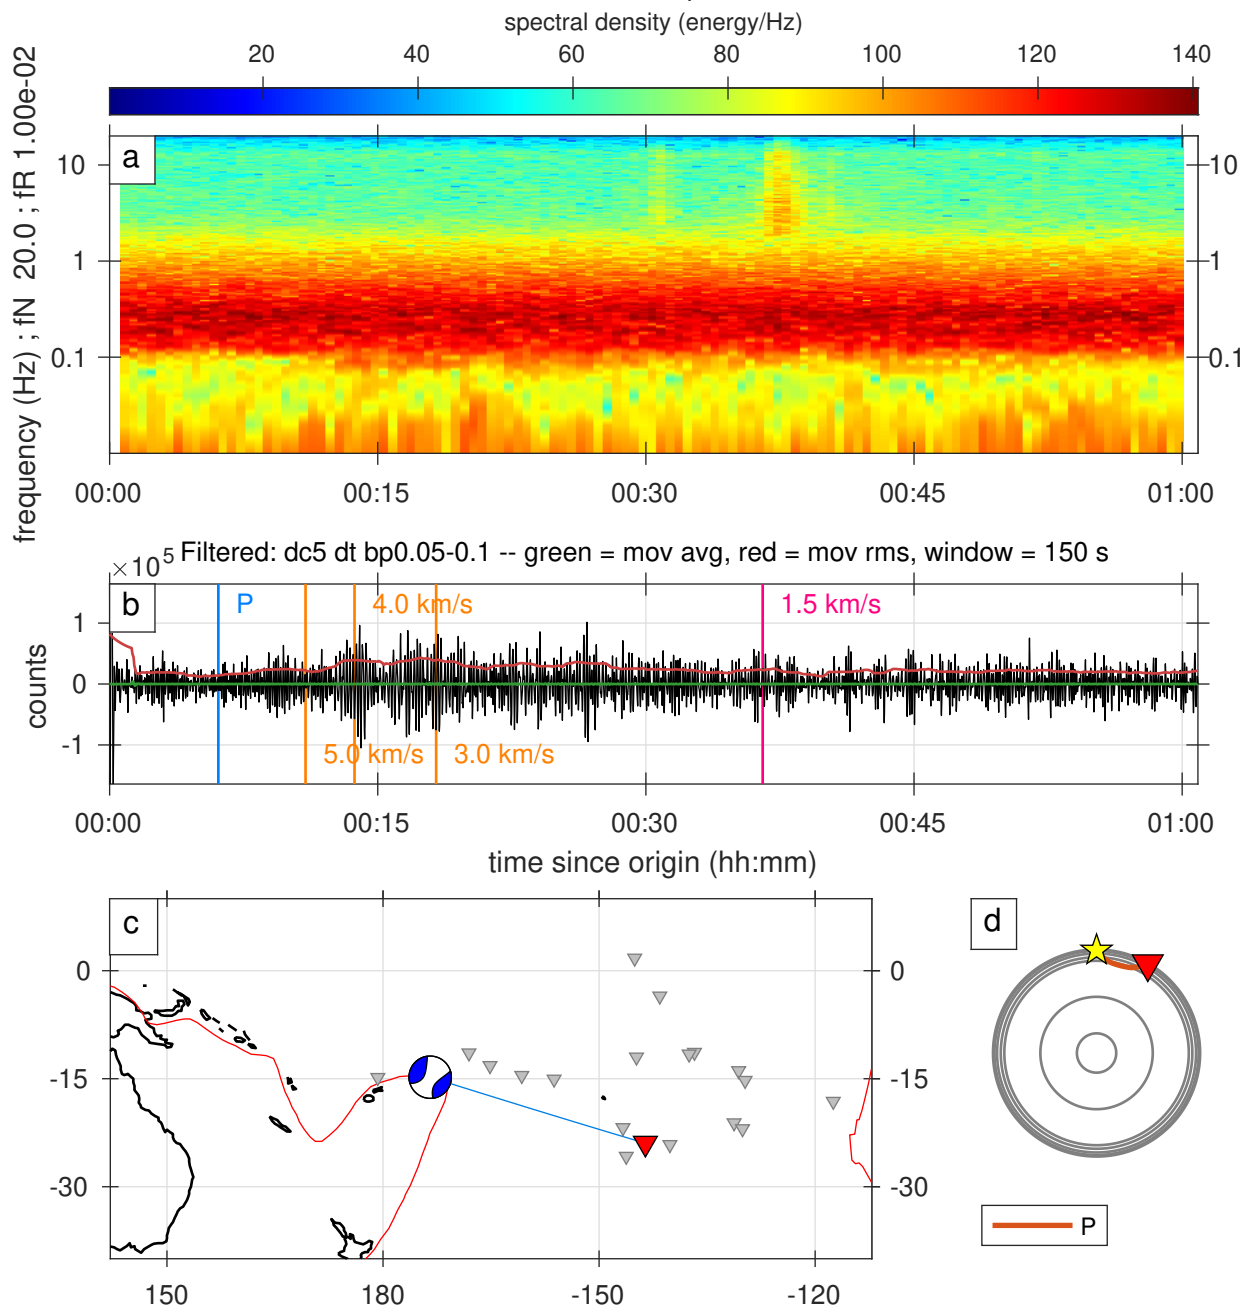 spectral density (energy/Hz)
20 40 60 80 100 120 140
a
frequency (Hz) ; fN 20.0 ; fR 1.00e-02
10 10
1 1
0.1 0.1
00:00 00:15 00:30 00:45 01:00
×10^5 Filtered: dc5 dt bp0.05-0.1 -- green = mov avg, red = mov rms, window = 150 s
b P 4.0 km/s 1.5 km/s
counts
1
0
-1
5.0 km/s 3.0 km/s
00:00 00:15 00:30 00:45 01:00
time since origin (hh:mm)
c d
0 0
-15 -15
-30 -30
P
150 180 -150 -120